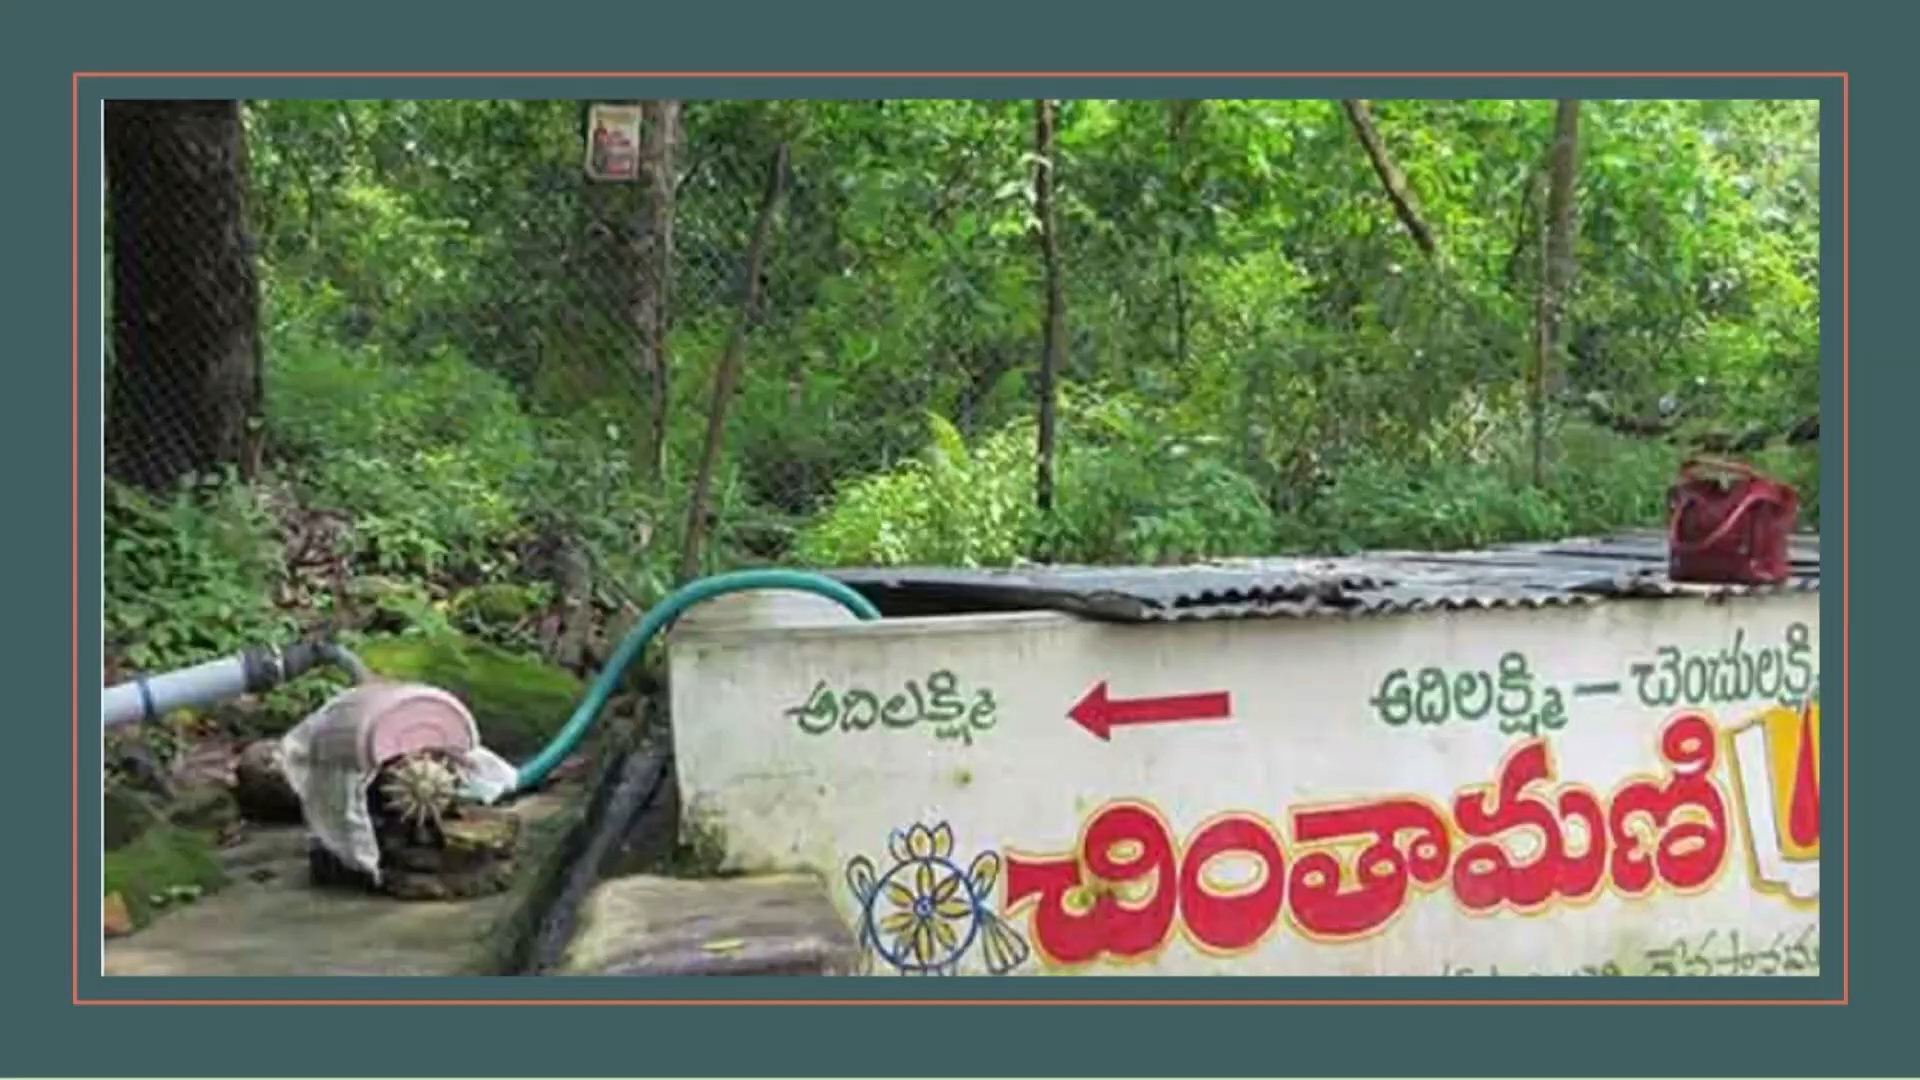 ఆదిలక్ష్మి
ఆదిలక్ష్మి – చెంచులక్ష్మి
చింతామణి